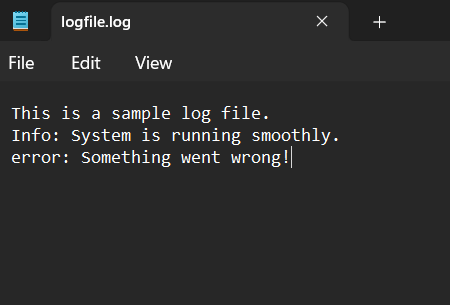 logfile.log
File Edit View
This is a sample log file.
Info: System is running smoothly.
error: Something went wrong!